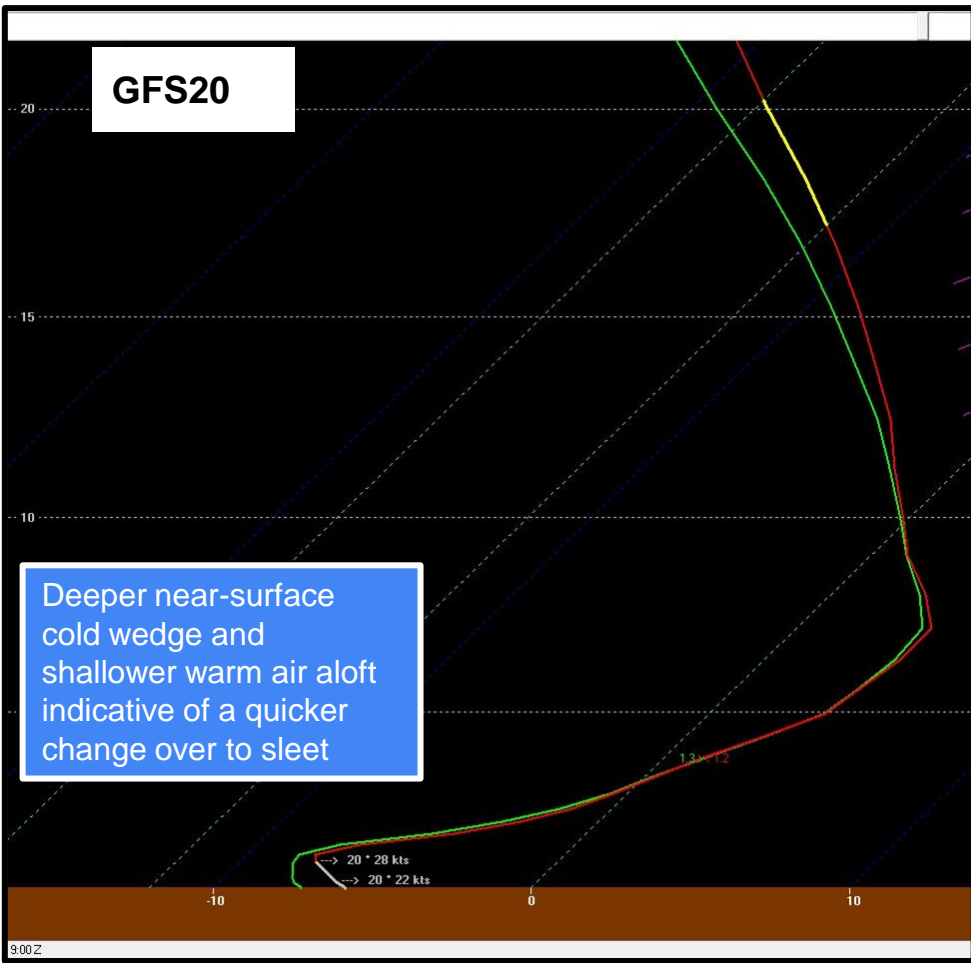 GFS20
20
15
10
Deeper near-surface
cold wedge and
shallower warm air aloft
indicative of a quicker
change over to sleet
1.3>< 1.2
---> 20 * 28 kts
---> 20 * 22 kts
-10 0 10
9:00Z